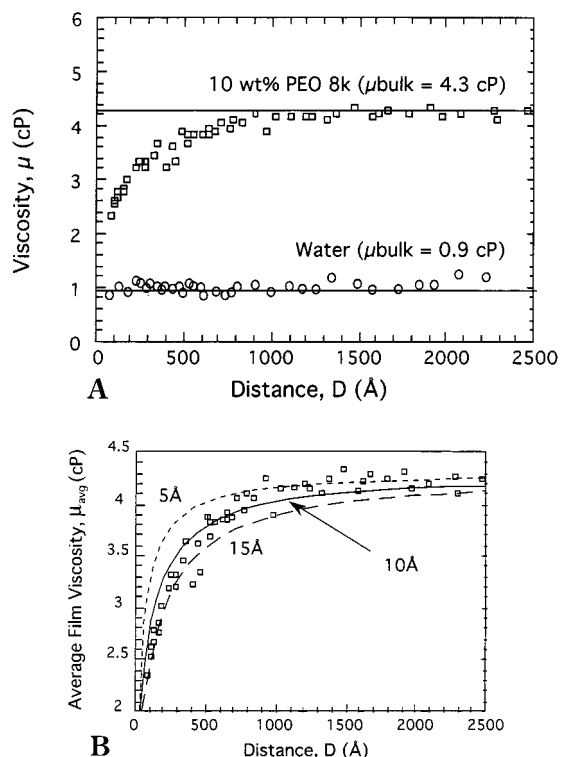 6
5
4
3
2
1
0
Viscosity, μ (cP)
10 wt% PEO 8k (μbulk = 4.3 cP)
Water (μbulk = 0.9 cP)
0 500 1000 1500 2000 2500
A
Distance, D (Å)
4.5
4
3.5
3
2.5
2
Average Film Viscosity, μavg (cP)
5Å
15Å
10Å
0 500 1000 1500 2000 2500
B
Distance, D (Å)